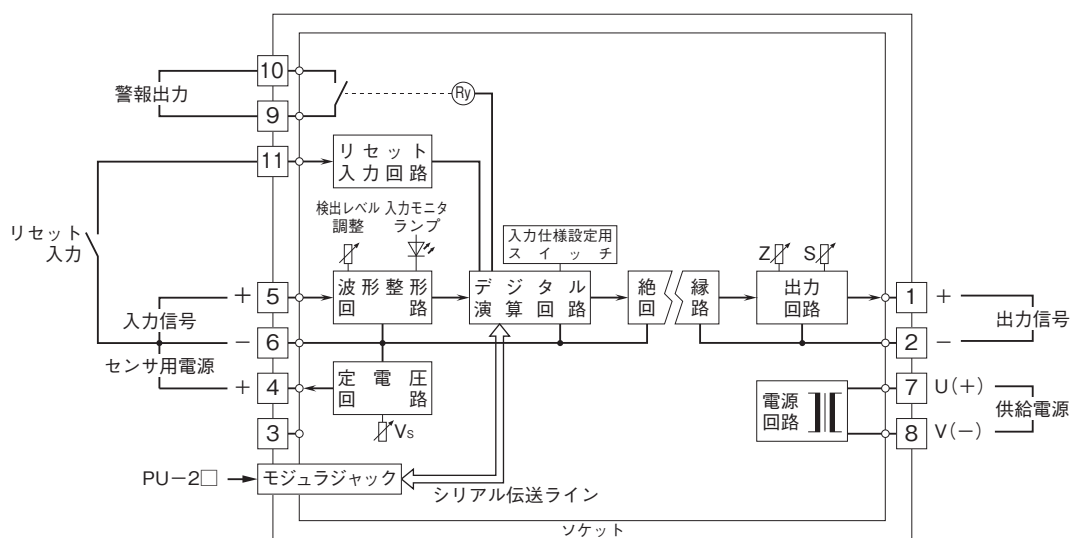 10
警報出力
9
Ry
11
リセット
入力回路
検出レベル
調整
入力モニタ
ランプ
リセット
入力
入力仕様設定用
スイッチ
Z
S
+
5
波形整形
回路
デジタル
演算回路
絶縁
回路
出力
回路
1
+
入力信号
出力信号
−
6
2
−
センサ用電源
+
4
定電圧
回路
電源
回路
7
U(+)
供給電源
3
Vs
8
V(−)
PU−2□
モジュラジャック
シリアル伝送ライン
ソケット